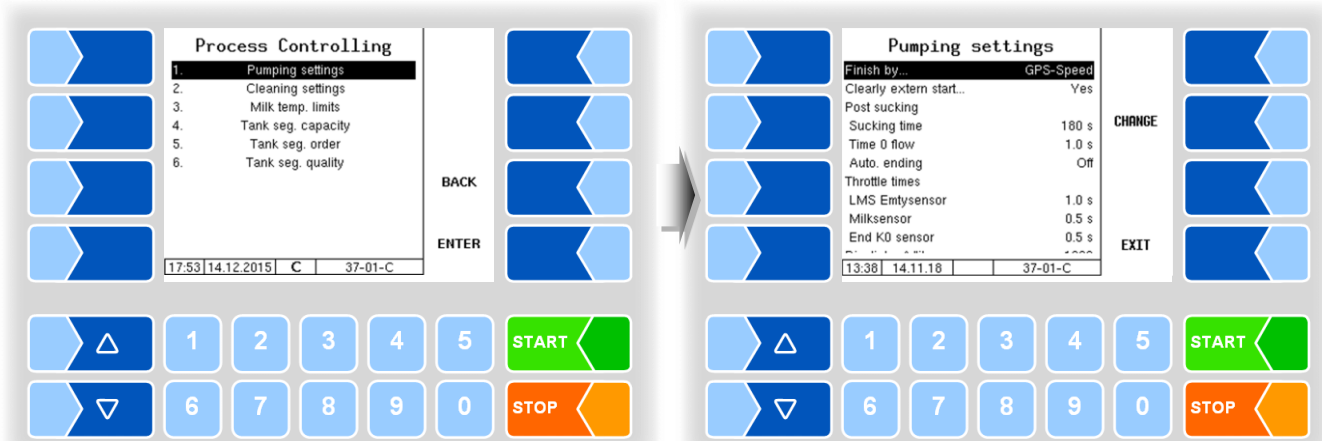 Process Controlling
1. Pumping settings
2. Cleaning settings
3. Milk temp. limits
4. Tank seg. capacity
5. Tank seg. order
6. Tank seg. quality
BACK
ENTER
17:53 14.12.2015 C 37-01-C
1 2 3 4 5 START
6 7 8 9 0 STOP
Pumping settings
Finish by... GPS-Speed
Clearly extern start... Yes
Post sucking
Sucking time 180 s
CHANGE
Time 0 flow 1.0 s
Auto. ending Off
Throttle times
LMS Emtysensor 1.0 s
Milksensor 0.5 s
End K0 sensor 0.5 s
EXIT
13:38 14.11.18 37-01-C
1 2 3 4 5 START
6 7 8 9 0 STOP